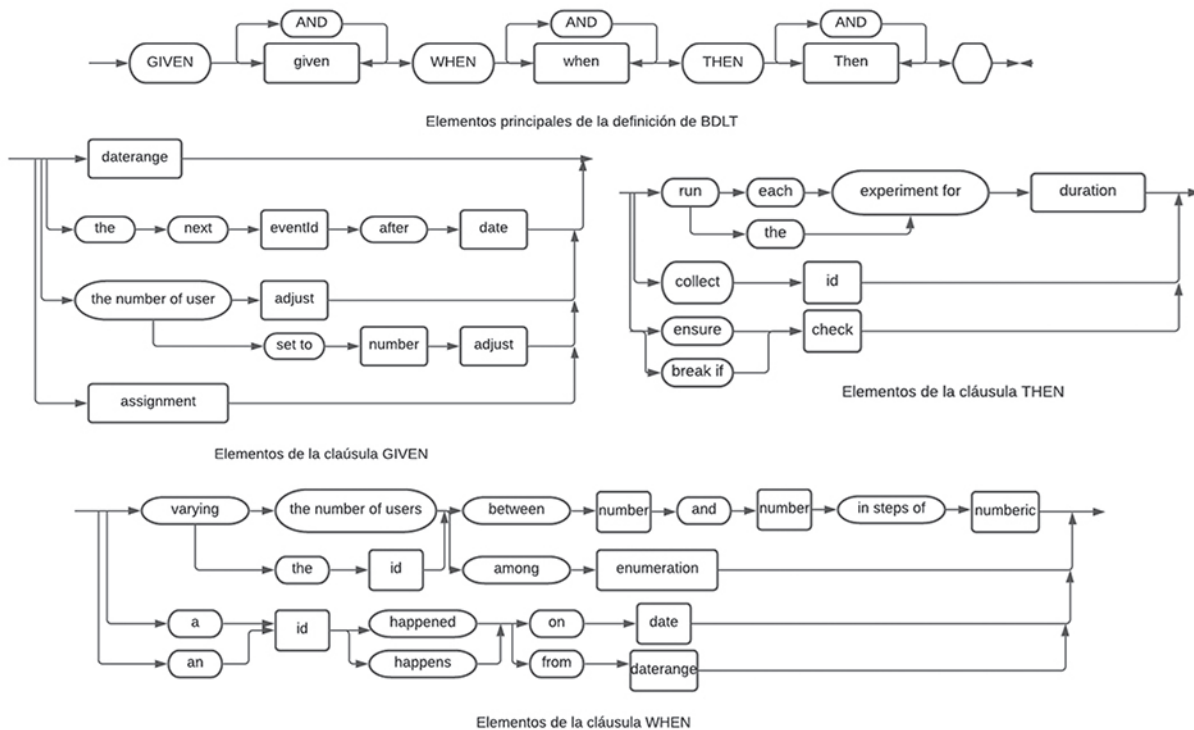 AND AND AND
GIVEN given WHEN when THEN Then
Elementos principales de la definición de BDLT
daterange
the next eventId after date
the number of user adjust
set to number adjust
assignment
Elementos de la claúsula GIVEN
run each experiment for duration
the
collect id
ensure check
break if
Elementos de la cláusula THEN
varying the number of users between number and number in steps of numberic
the id among enumeration
a id happened on date
an happens from daterange
Elementos de la cláusula WHEN